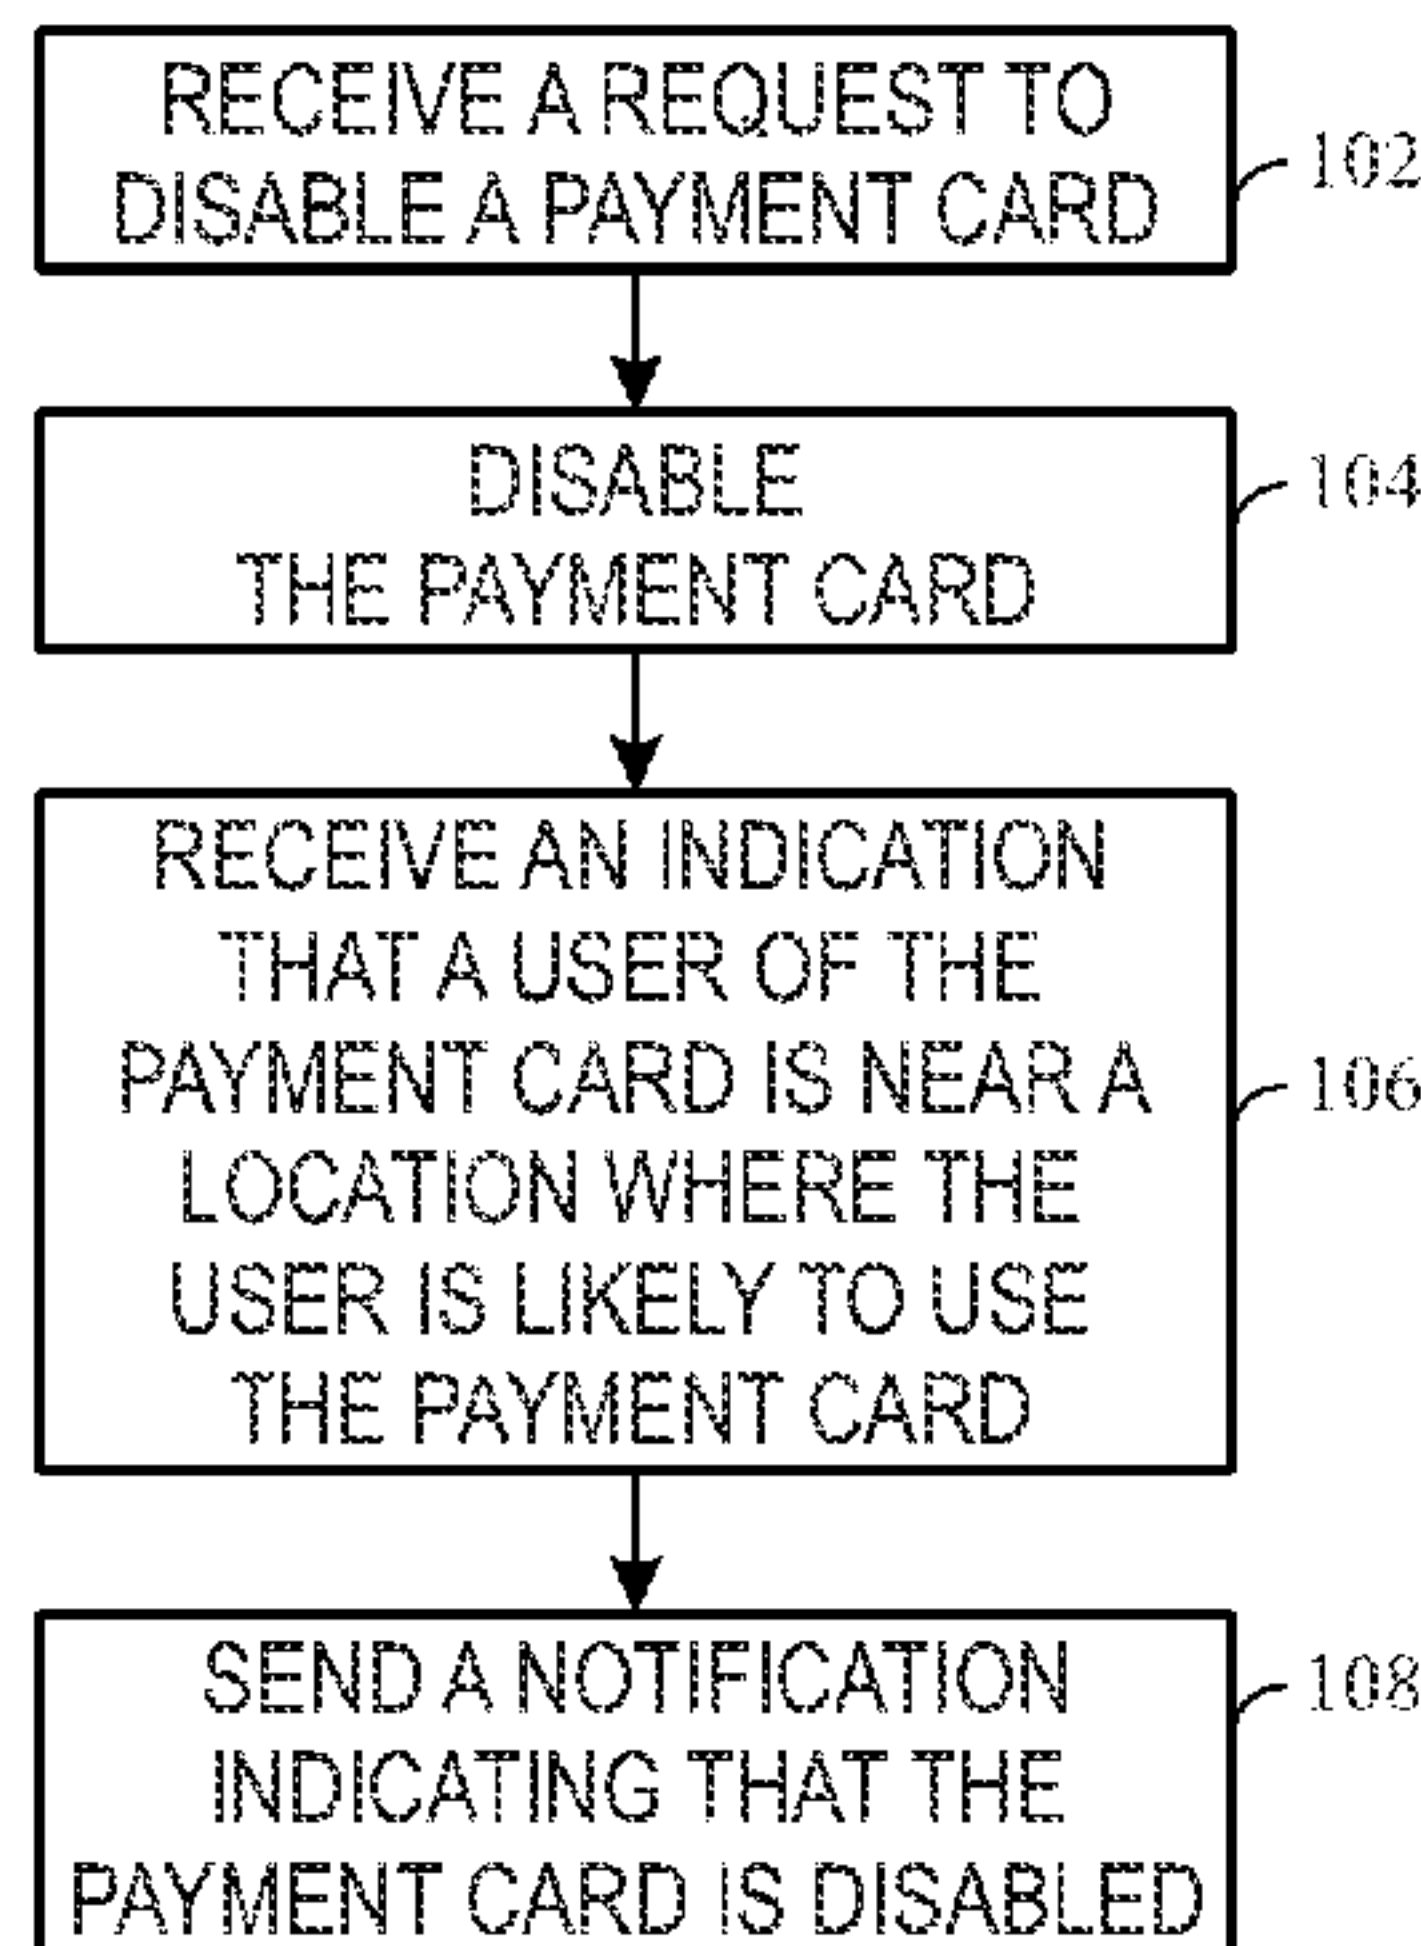 RECEIVE A REQUEST TO
DISABLE A PAYMENT CARD
102
DISABLE
THE PAYMENT CARD
104
RECEIVE AN INDICATION
THAT A USER OF THE
PAYMENT CARD IS NEAR A
LOCATION WHERE THE
USER IS LIKELY TO USE
THE PAYMENT CARD
106
SEND A NOTIFICATION
INDICATING THAT THE
PAYMENT CARD IS DISABLED
108